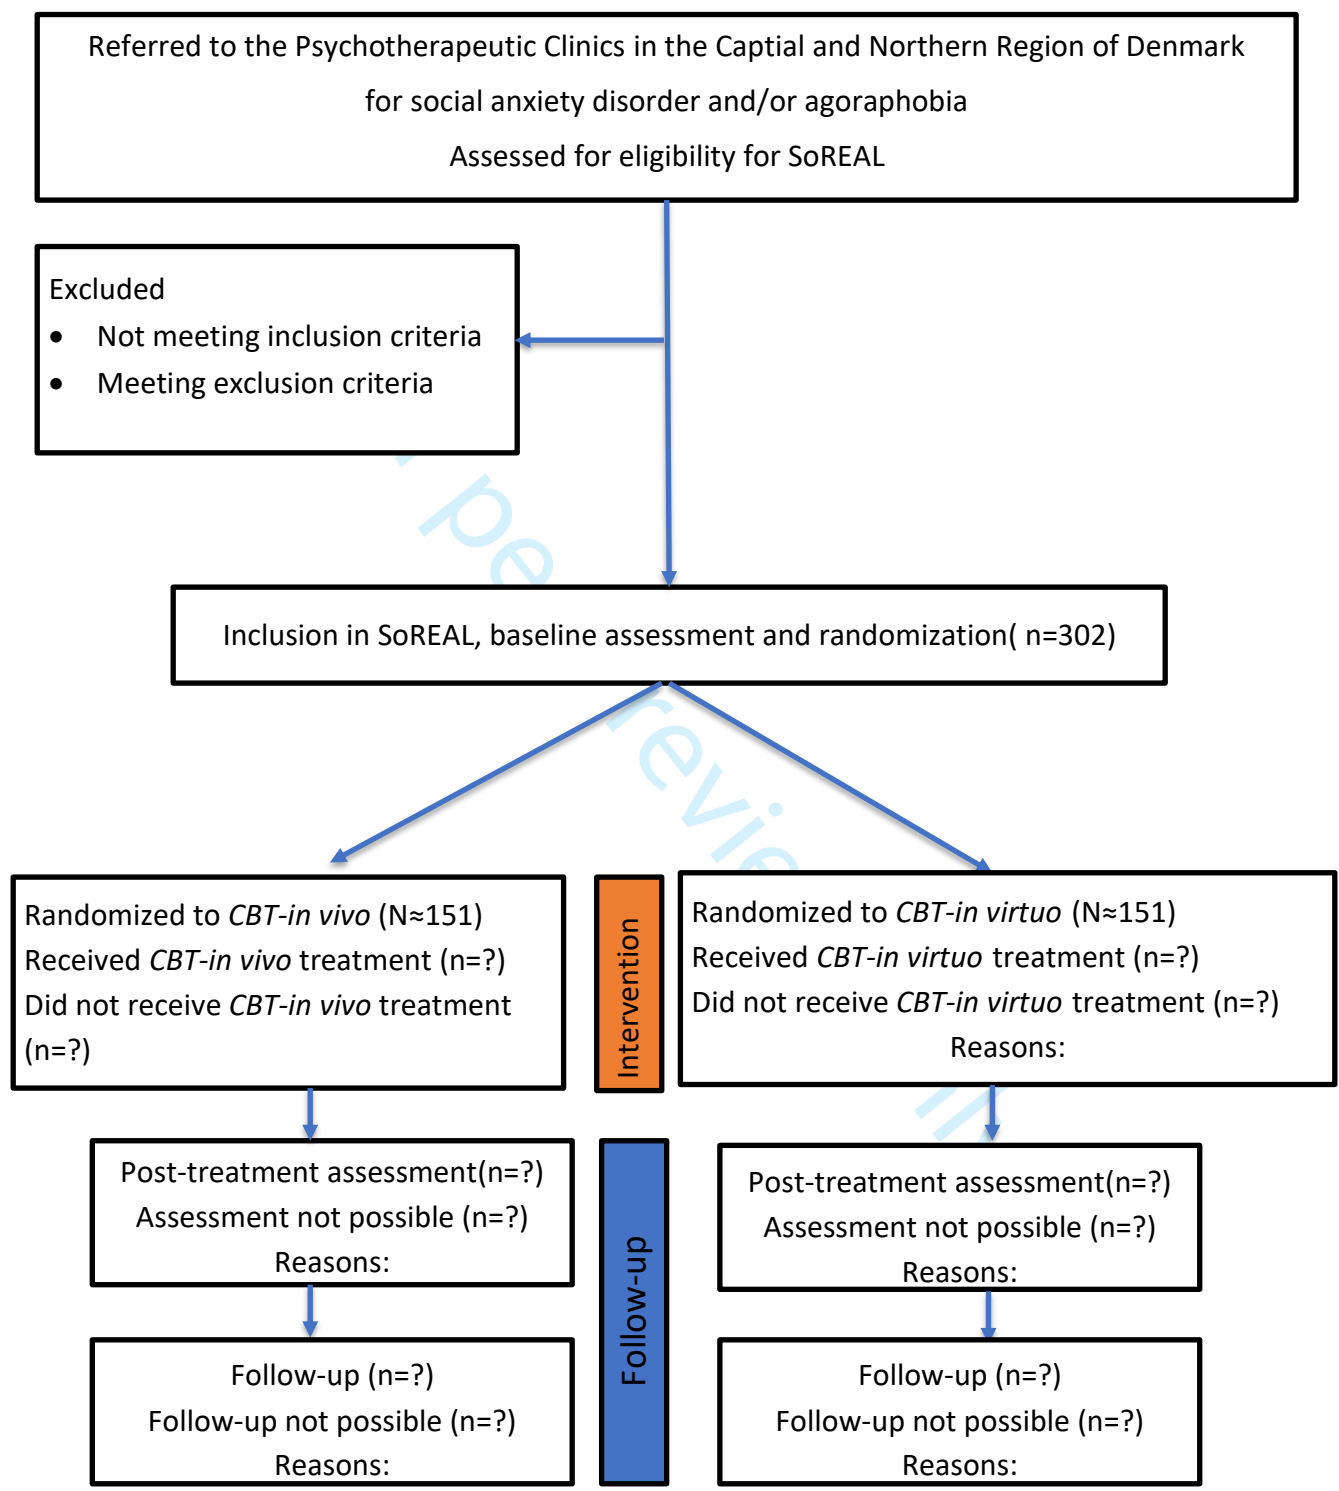 Referred to the Psychotherapeutic Clinics in the Captial and Northern Region of Denmark
for social anxiety disorder and/or agoraphobia
Assessed for eligibility for SoREAL
Excluded
• Not meeting inclusion criteria
• Meeting exclusion criteria
Inclusion in SoREAL, baseline assessment and randomization( n=302)
Randomized to CBT-in vivo (N≈151)
Received CBT-in vivo treatment (n=?)
Did not receive CBT-in vivo treatment
(n=?)
Intervention
Randomized to CBT-in virtuo (N≈151)
Received CBT-in virtuo treatment (n=?)
Did not receive CBT-in virtuo treatment (n=?)
Reasons:
Post-treatment assessment(n=?)
Assessment not possible (n=?)
Reasons:
Follow-up
Post-treatment assessment(n=?)
Assessment not possible (n=?)
Reasons:
Follow-up (n=?)
Follow-up not possible (n=?)
Reasons:
Follow-up (n=?)
Follow-up not possible (n=?)
Reasons: